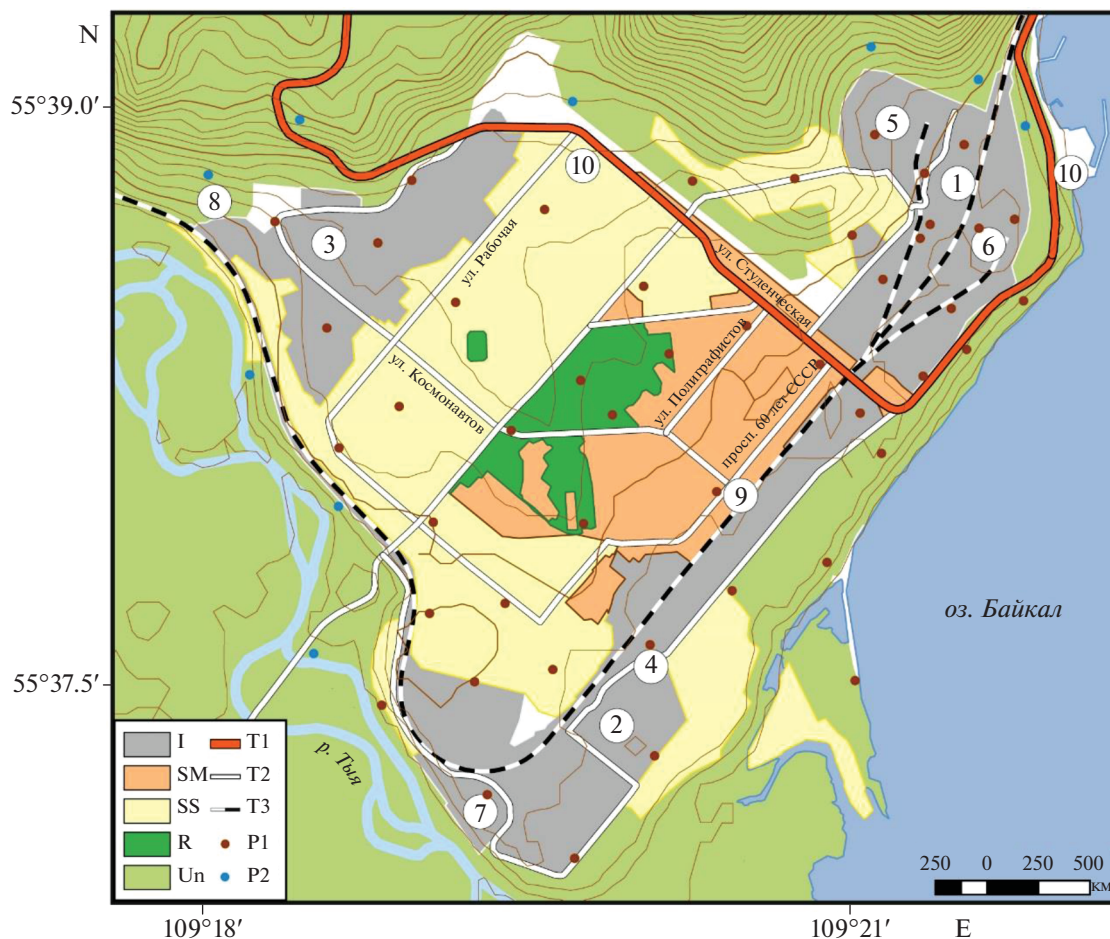 N
55°39.0′
55°37.5′
8
3
10
5
1
10
6
ул. Рабочая
ул. Студенческая
ул. Космонавтов
ул. Полиграфистов
просп. 60 лет СССР
9
4
2
7
оз. Байкал
р. Тыя
I T1
SM T2
SS T3
R P1
Un P2
250 0 250 500
км
109°18′ 109°21′ E